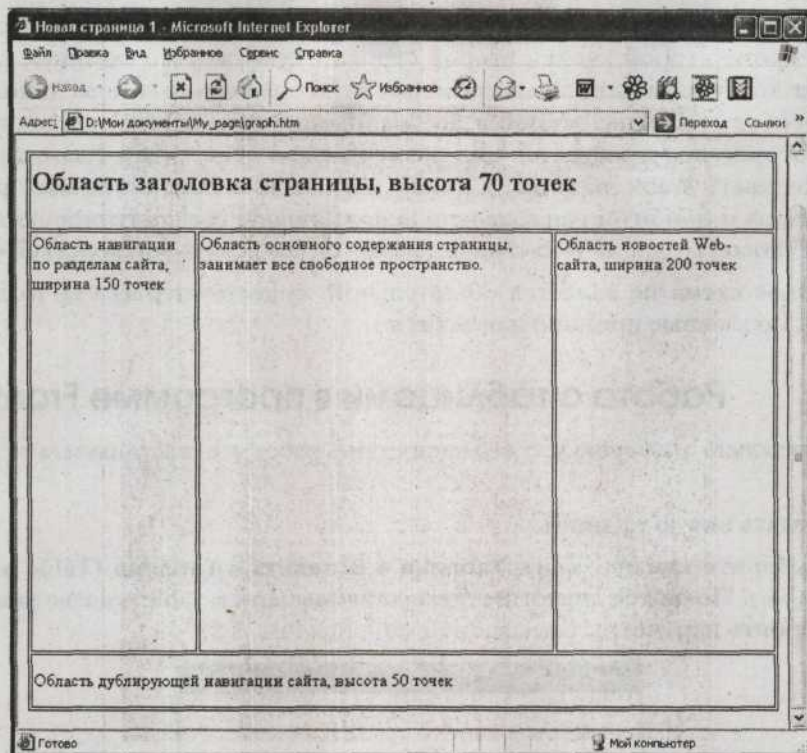 Новая страница 1 - Microsoft Internet Explorer
Файл Правка Вид Избранное Сервис Справка
Назад Поиск Избранное
Адрес: D:\Мои документы\My_page\graph.htm Переход Ссылки »
Область заголовка страницы, высота 70 точек
Область навигации
по разделам сайта,
ширина 150 точек
Область основного содержания страницы,
занимает все свободное пространство.
Область новостей Web-
сайта, ширина 200 точек
Область дублирующей навигации сайта, высота 50 точек
Готово Мой компьютер